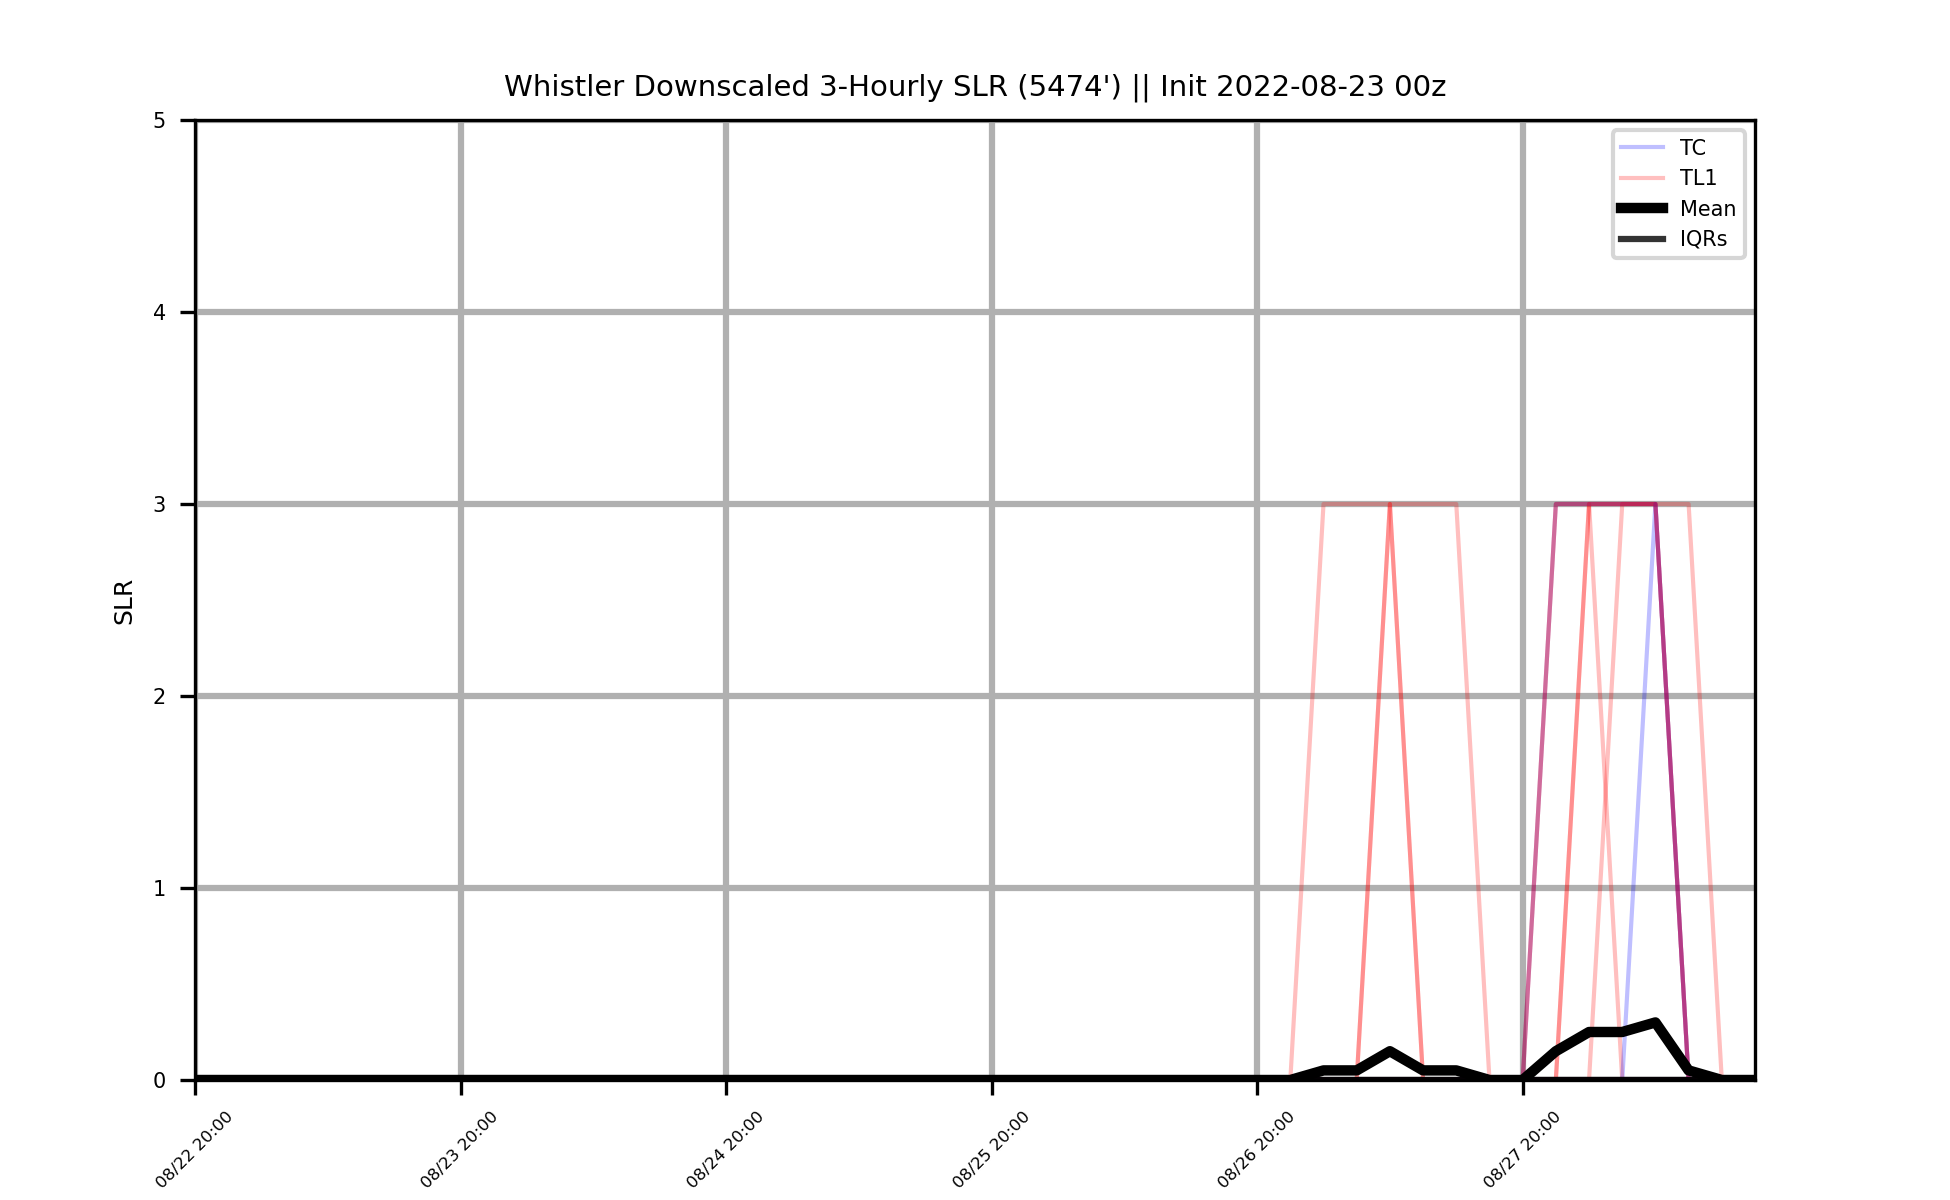 Whistler Downscaled 3-Hourly SLR (5474') || Init 2022-08-23 00z
5
4
3
2
1
0
SLR
TC
TL1
Mean
IQRs
08/22 20:00
08/23 20:00
08/24 20:00
08/25 20:00
08/26 20:00
08/27 20:00